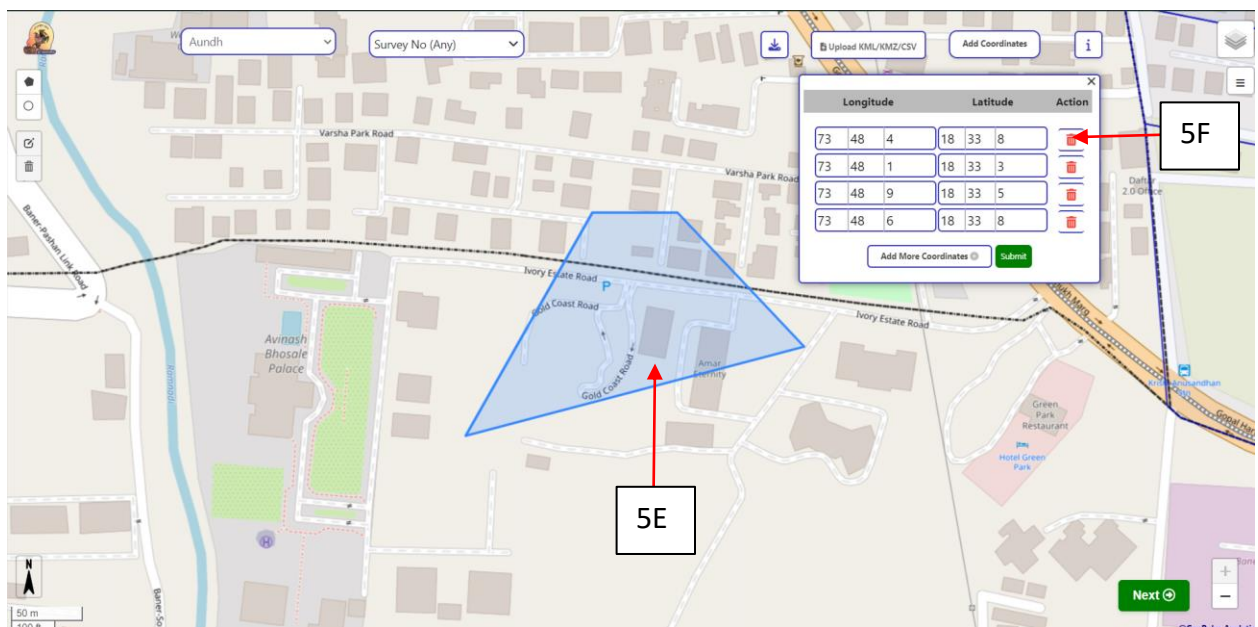 Aundh
Survey No (Any)
Upload KML/KMZ/CSV
Add Coordinates
i
Longitude Latitude Action
73 48 4 18 33 8
73 48 1 18 33 3
73 48 9 18 33 5
73 48 6 18 33 8
Add More Coordinates
Submit
5F
Varsha Park Road
Varsha Park Road
Baner-Pashan Link Road
Ramnadi
Ivory Estate Road
P
Gold Coast Road
Ivory Estate Road
Avinash
Bhosale
Palace
Gold Coast Road
Amar
Eternity
Green
Park
Restaurant
Hotel Green
Park
5E
H
N
50 m
100 ft
Next
+
−